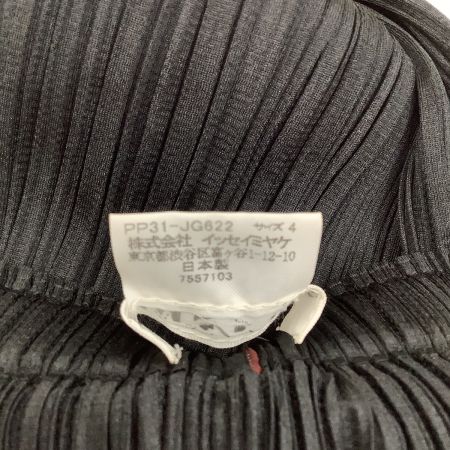 PP31-JG622 サイズ 4
株式会社 イッセイミヤケ
東京都渋谷区富ヶ谷1-12-10
日本製
7557103